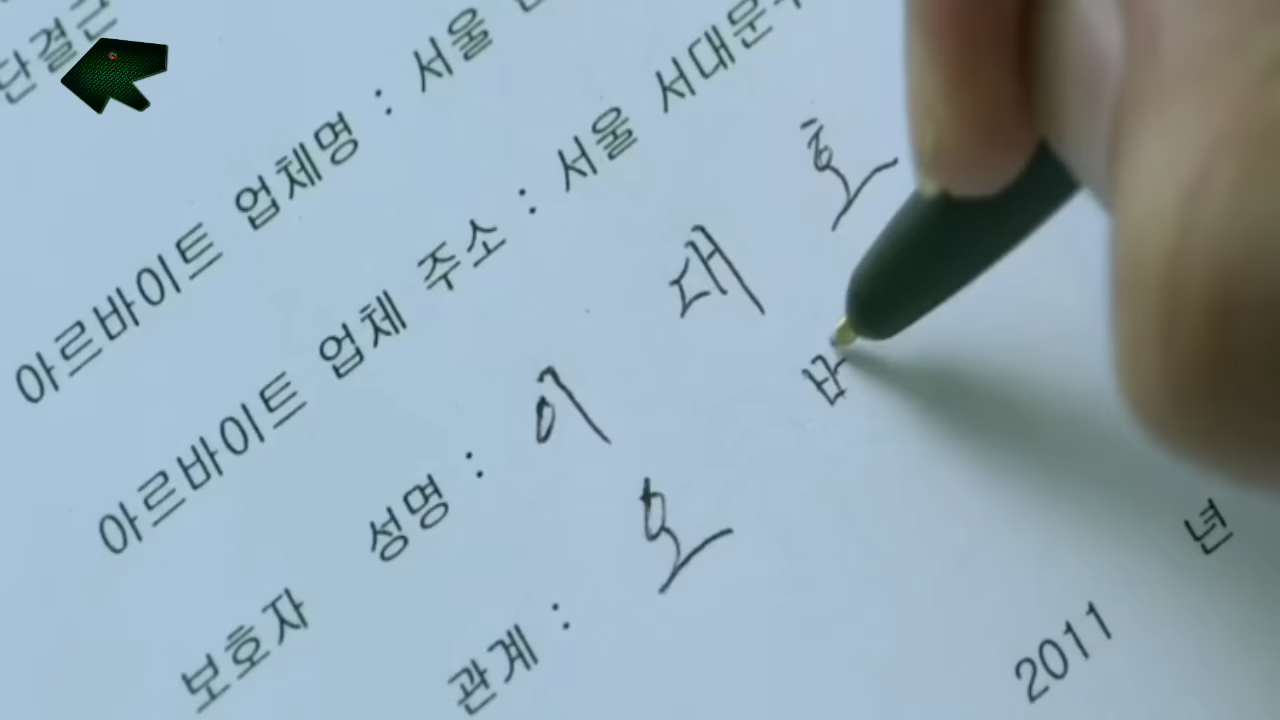 단결근
아르바이트 업체명 : 서울
아르바이트 업체 주소 : 서울 서대문구
보호자 성명 : 이 대 호
관계 : 오 바
2011 년